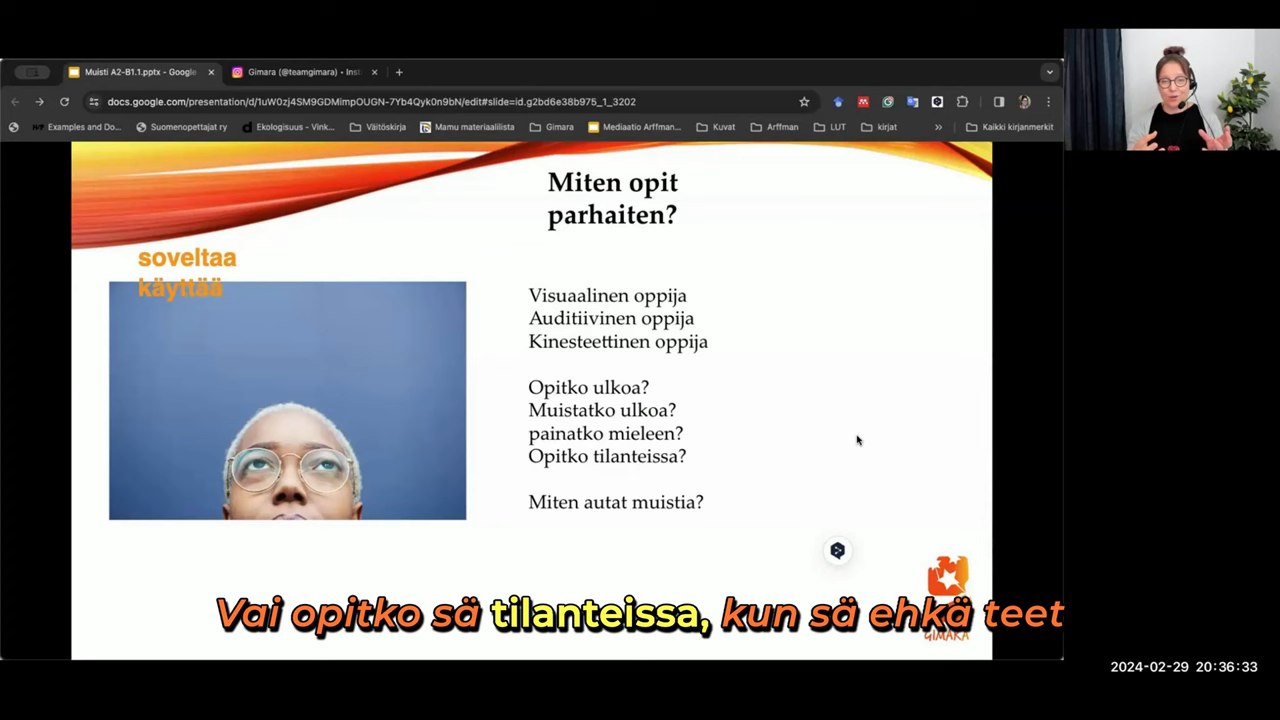 Muisti A2-B1.1.pptx - Google
Gimara (@teamgimara) • Inst
docs.google.com/presentation/d/1uW0zj4SM9GDMimpOUGN-7Yb4Qyk0n9bN/edit#slide=id.g2bd6e38b975_1_3202
Examples and Do...
Suomenopettajat ry
Ekologisuus - Vink...
Väitöskirja
Mamu materiaalista
Gimara
Mediaatio Arffman...
Kuvat
Arffman
LUT
kirjat
»
Kaikki kirjanmerkit
Miten opit
parhaiten?
soveltaa
käyttää
Visuaalinen oppija
Auditiivinen oppija
Kinesteettinen oppija
Opitko ulkoa?
Muistatko ulkoa?
painatko mieleen?
Opitko tilanteissa?
Miten autat muistia?
GIMARA
Vai opitko sä tilanteissa, kun sä ehkä teet
2024-02-29 20:36:33